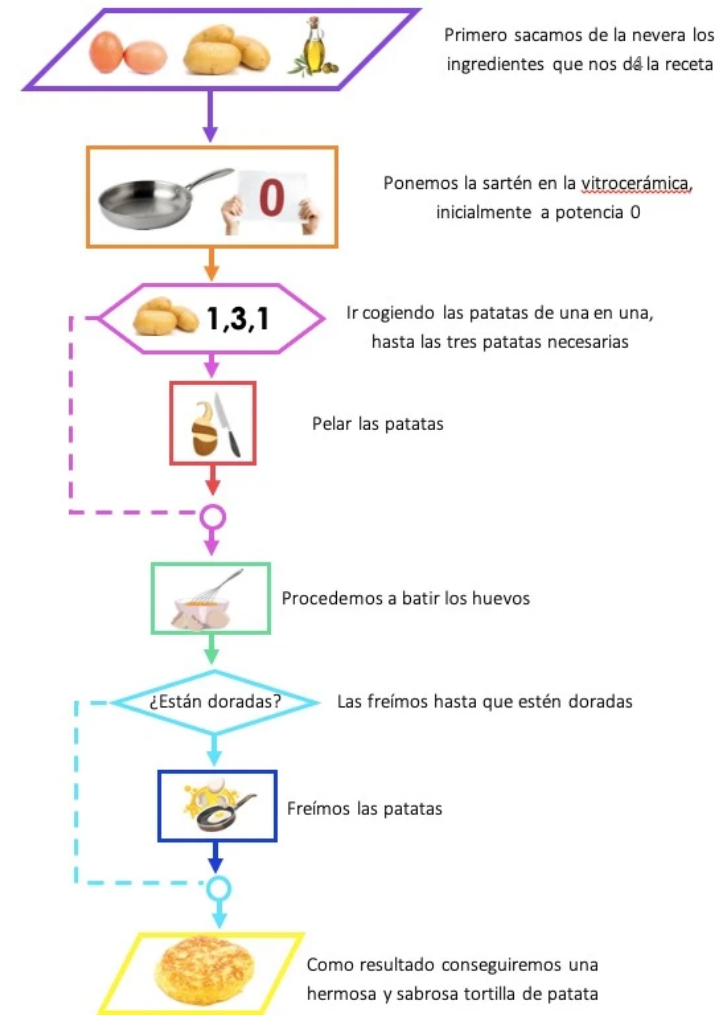 Primero sacamos de la nevera los
ingredientes que nos dá la receta
Ponemos la sartén en la vitrocerámica,
inicialmente a potencia 0
0
1,3,1
Ir cogiendo las patatas de una en una,
hasta las tres patatas necesarias
Pelar las patatas
Procedemos a batir los huevos
¿Están doradas?
Las freímos hasta que estén doradas
Freímos las patatas
Como resultado conseguiremos una
hermosa y sabrosa tortilla de patata